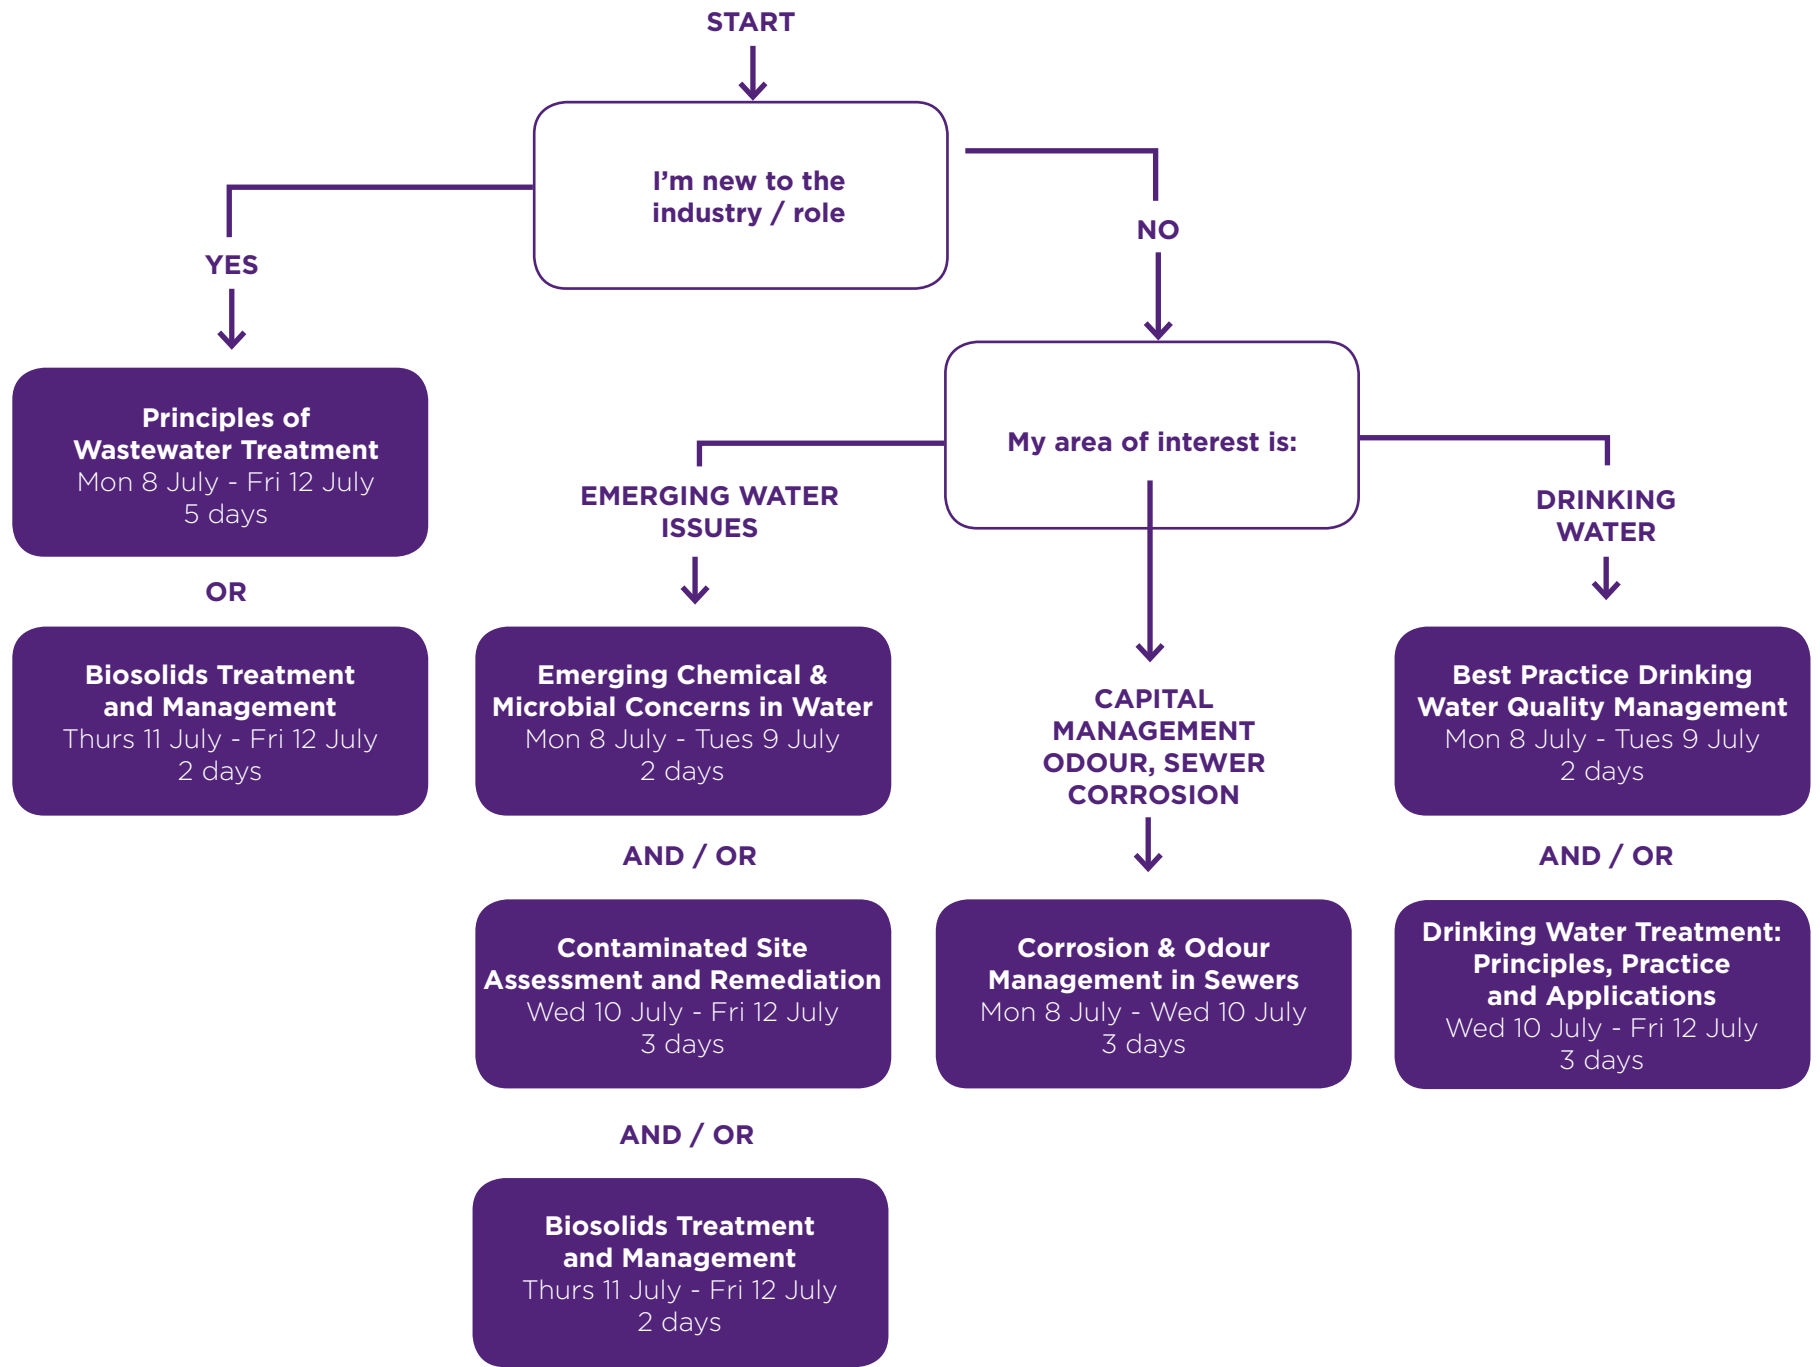 START
I'm new to the
industry / role
YES
NO
Principles of
Wastewater Treatment
Mon 8 July - Fri 12 July
5 days
OR
Biosolids Treatment
and Management
Thurs 11 July - Fri 12 July
2 days
My area of interest is:
EMERGING WATER
ISSUES
Emerging Chemical &
Microbial Concerns in Water
Mon 8 July - Tues 9 July
2 days
AND / OR
Contaminated Site
Assessment and Remediation
Wed 10 July - Fri 12 July
3 days
AND / OR
Biosolids Treatment
and Management
Thurs 11 July - Fri 12 July
2 days
CAPITAL
MANAGEMENT
ODOUR, SEWER
CORROSION
Corrosion & Odour
Management in Sewers
Mon 8 July - Wed 10 July
3 days
DRINKING
WATER
Best Practice Drinking
Water Quality Management
Mon 8 July - Tues 9 July
2 days
AND / OR
Drinking Water Treatment:
Principles, Practice
and Applications
Wed 10 July - Fri 12 July
3 days